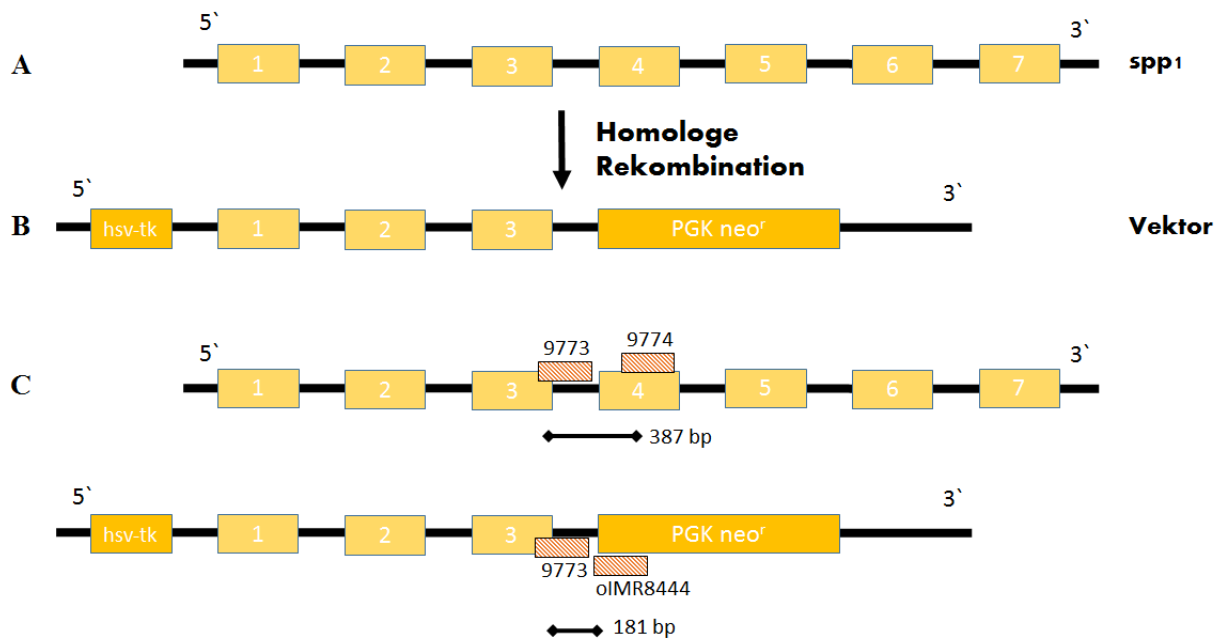 5`
3`
A
1 2 3 4 5 6 7
spp1
Homologe
Rekombination
5`
3`
B
hsv-tk 1 2 3 PGK neoʳ
Vektor
9773 9774
5`
3`
C
1 2 3 4 5 6 7
387 bp
5`
3`
hsv-tk 1 2 3 PGK neoʳ
9773
oIMR8444
181 bp